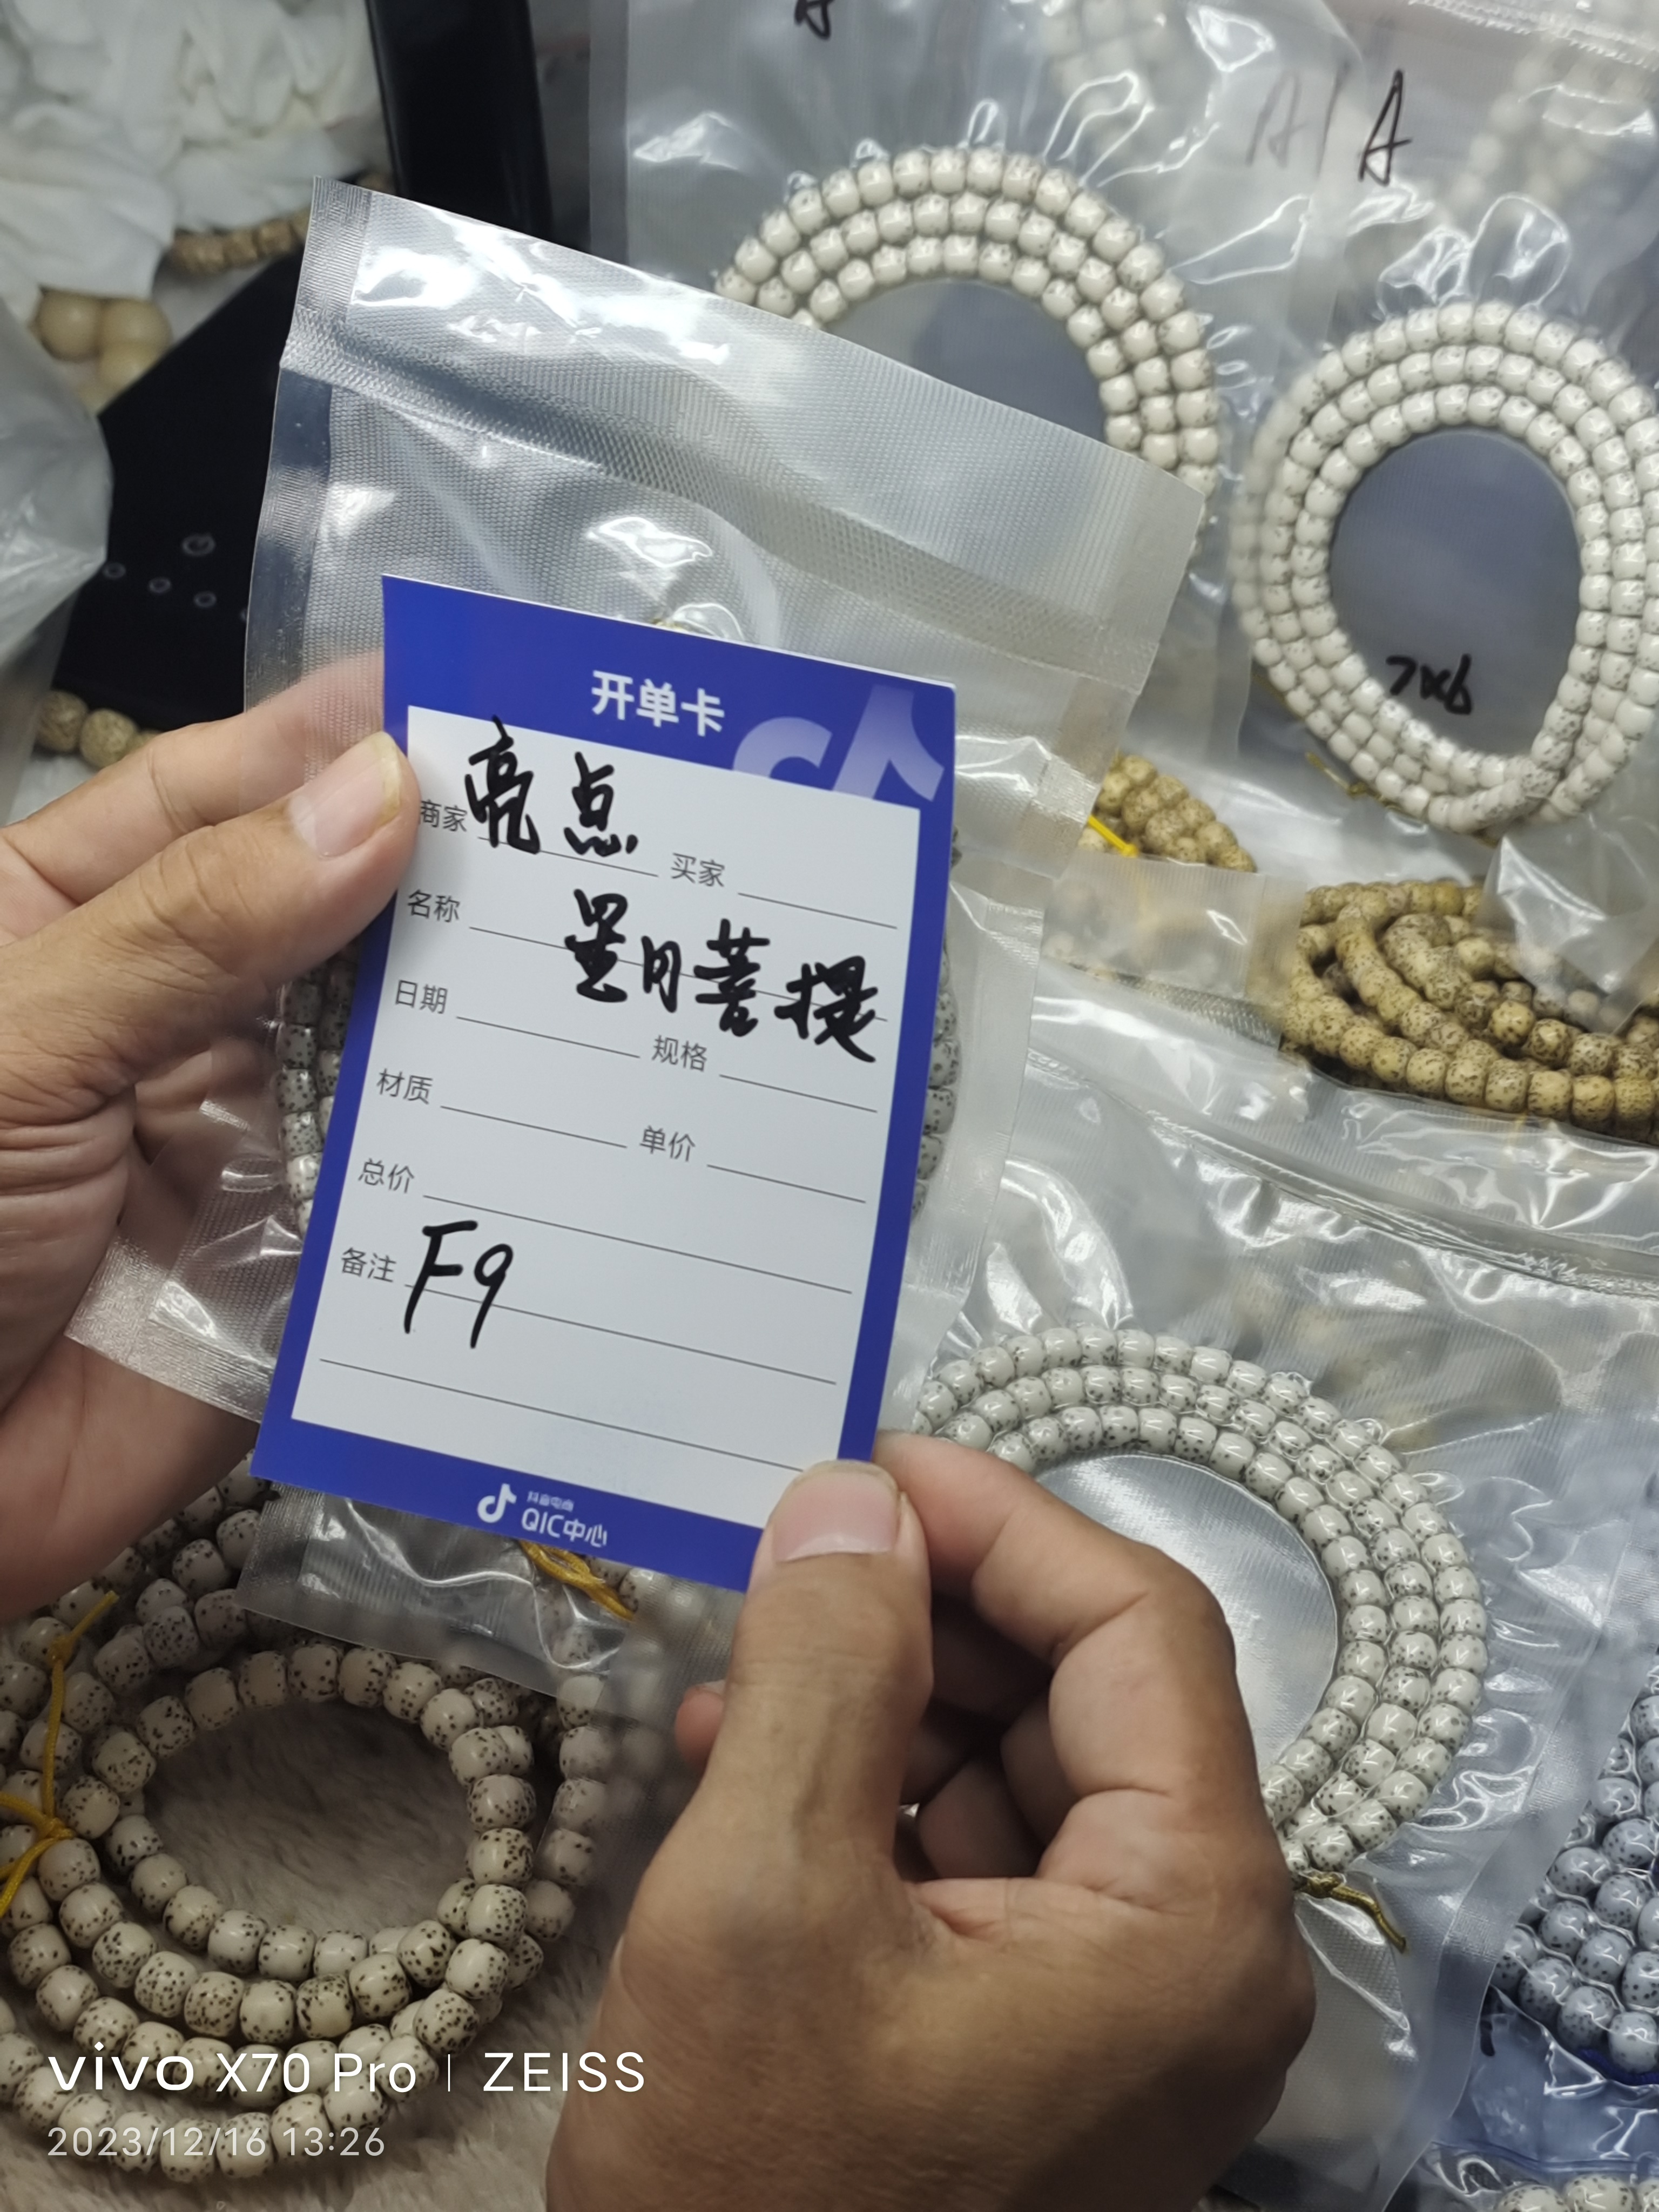 A
A1A
7x6
开单卡
商家 亮点 买家
名称 星月菩提
日期 规格
材质 单价
总价
备注 F9
抖音电商
QIC中心
vivo X70 Pro | ZEISS
2023/12/16 13:26